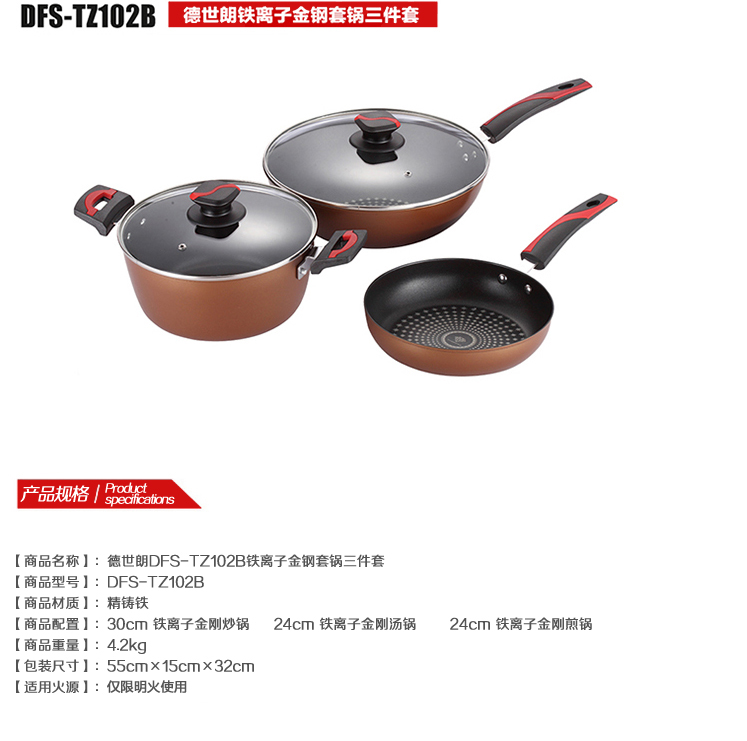 DFS-TZ102B 德世朗铁离子金钢套锅三件套
产品规格 / Product specifications
【商品名称】：德世朗DFS-TZ102B铁离子金钢套锅三件套
【商品型号】：DFS-TZ102B
【商品材质】：精铸铁
【商品配置】：30cm 铁离子金刚炒锅 24cm 铁离子金刚汤锅 24cm 铁离子金刚煎锅
【商品重量】：4.2kg
【包装尺寸】：55cm×15cm×32cm
【适用火源】：仅限明火使用